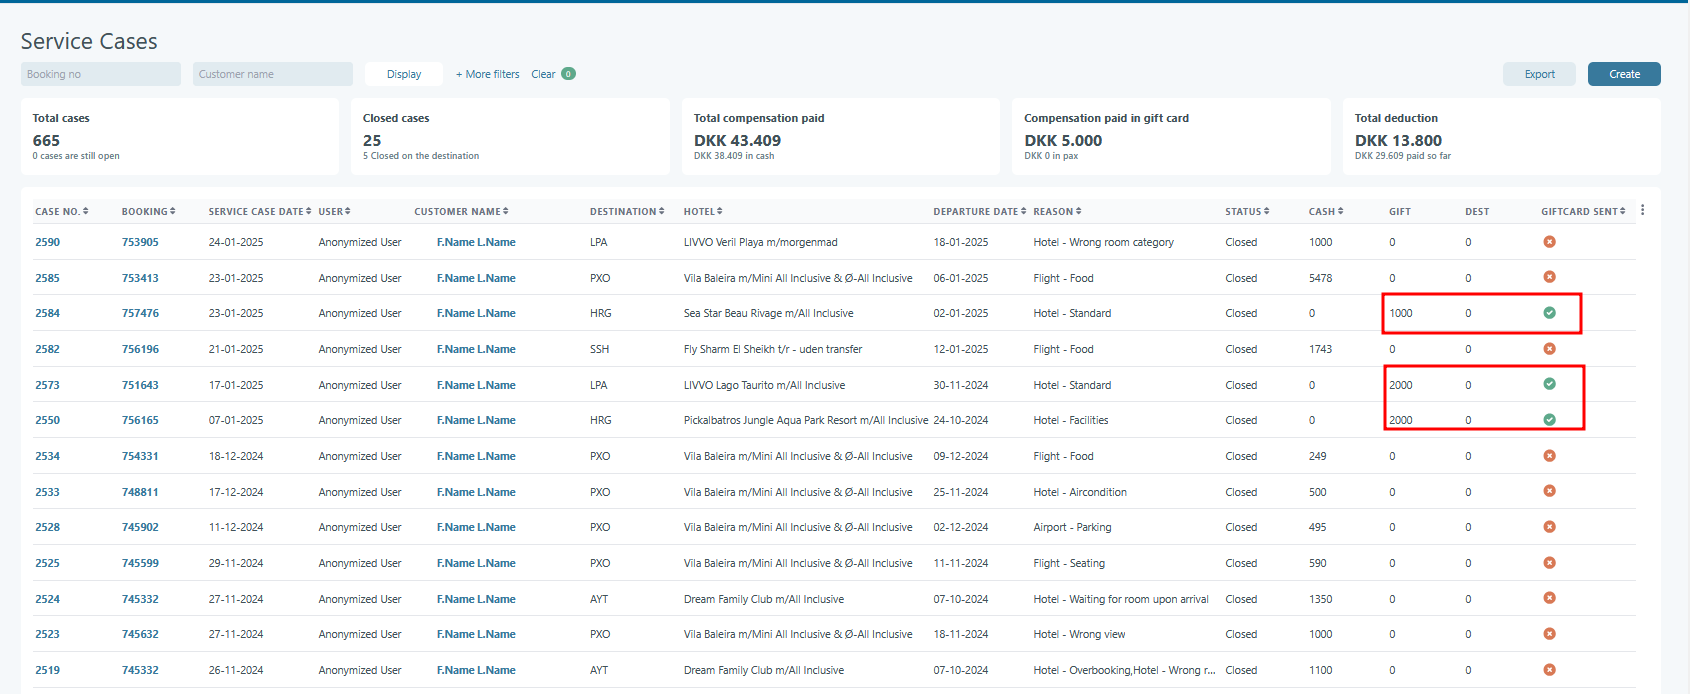 Service Cases
Booking no Customer name Display + More filters Clear 0 Export Create
Total cases Closed cases Total compensation paid Compensation paid in gift card Total deduction
665 25 DKK 43.409 DKK 5.000 DKK 13.800
0 cases are still open 5 Closed on the destination DKK 38.409 in cash DKK 0 in pax DKK 29.609 paid so far
CASE NO. BOOKING SERVICE CASE DATE USER CUSTOMER NAME DESTINATION HOTEL DEPARTURE DATE REASON STATUS CASH GIFT DEST GIFTCARD SENT
2590 753905 24-01-2025 Anonymized User F.Name L.Name LPA LIVVO Veril Playa m/morgenmad 18-01-2025 Hotel - Wrong room category Closed 1000 0 0
2585 753413 23-01-2025 Anonymized User F.Name L.Name PXO Vila Baleira m/Mini All Inclusive & Ø-All Inclusive 06-01-2025 Flight - Food Closed 5478 0 0
2584 757476 23-01-2025 Anonymized User F.Name L.Name HRG Sea Star Beau Rivage m/All Inclusive 02-01-2025 Hotel - Standard Closed 0 1000 0
2582 756196 21-01-2025 Anonymized User F.Name L.Name SSH Fly Sharm El Sheikh t/r - uden transfer 12-01-2025 Flight - Food Closed 1743 0 0
2573 751643 17-01-2025 Anonymized User F.Name L.Name LPA LIVVO Lago Taurito m/All Inclusive 30-11-2024 Hotel - Standard Closed 0 2000 0
2550 756165 07-01-2025 Anonymized User F.Name L.Name HRG Pickalbatros Jungle Aqua Park Resort m/All Inclusive 24-10-2024 Hotel - Facilities Closed 0 2000 0
2534 754331 18-12-2024 Anonymized User F.Name L.Name PXO Vila Baleira m/Mini All Inclusive & Ø-All Inclusive 09-12-2024 Flight - Food Closed 249 0 0
2533 748811 17-12-2024 Anonymized User F.Name L.Name PXO Vila Baleira m/Mini All Inclusive & Ø-All Inclusive 25-11-2024 Hotel - Aircondition Closed 500 0 0
2528 745902 11-12-2024 Anonymized User F.Name L.Name PXO Vila Baleira m/Mini All Inclusive & Ø-All Inclusive 02-12-2024 Airport - Parking Closed 495 0 0
2525 745599 29-11-2024 Anonymized User F.Name L.Name PXO Vila Baleira m/Mini All Inclusive & Ø-All Inclusive 11-11-2024 Flight - Seating Closed 590 0 0
2524 745332 27-11-2024 Anonymized User F.Name L.Name AYT Dream Family Club m/All Inclusive 07-10-2024 Hotel - Waiting for room upon arrival Closed 1350 0 0
2523 745632 27-11-2024 Anonymized User F.Name L.Name PXO Vila Baleira m/Mini All Inclusive & Ø-All Inclusive 18-11-2024 Hotel - Wrong view Closed 1000 0 0
2519 745332 26-11-2024 Anonymized User F.Name L.Name AYT Dream Family Club m/All Inclusive 07-10-2024 Hotel - Overbooking,Hotel - Wrong r... Closed 1100 0 0